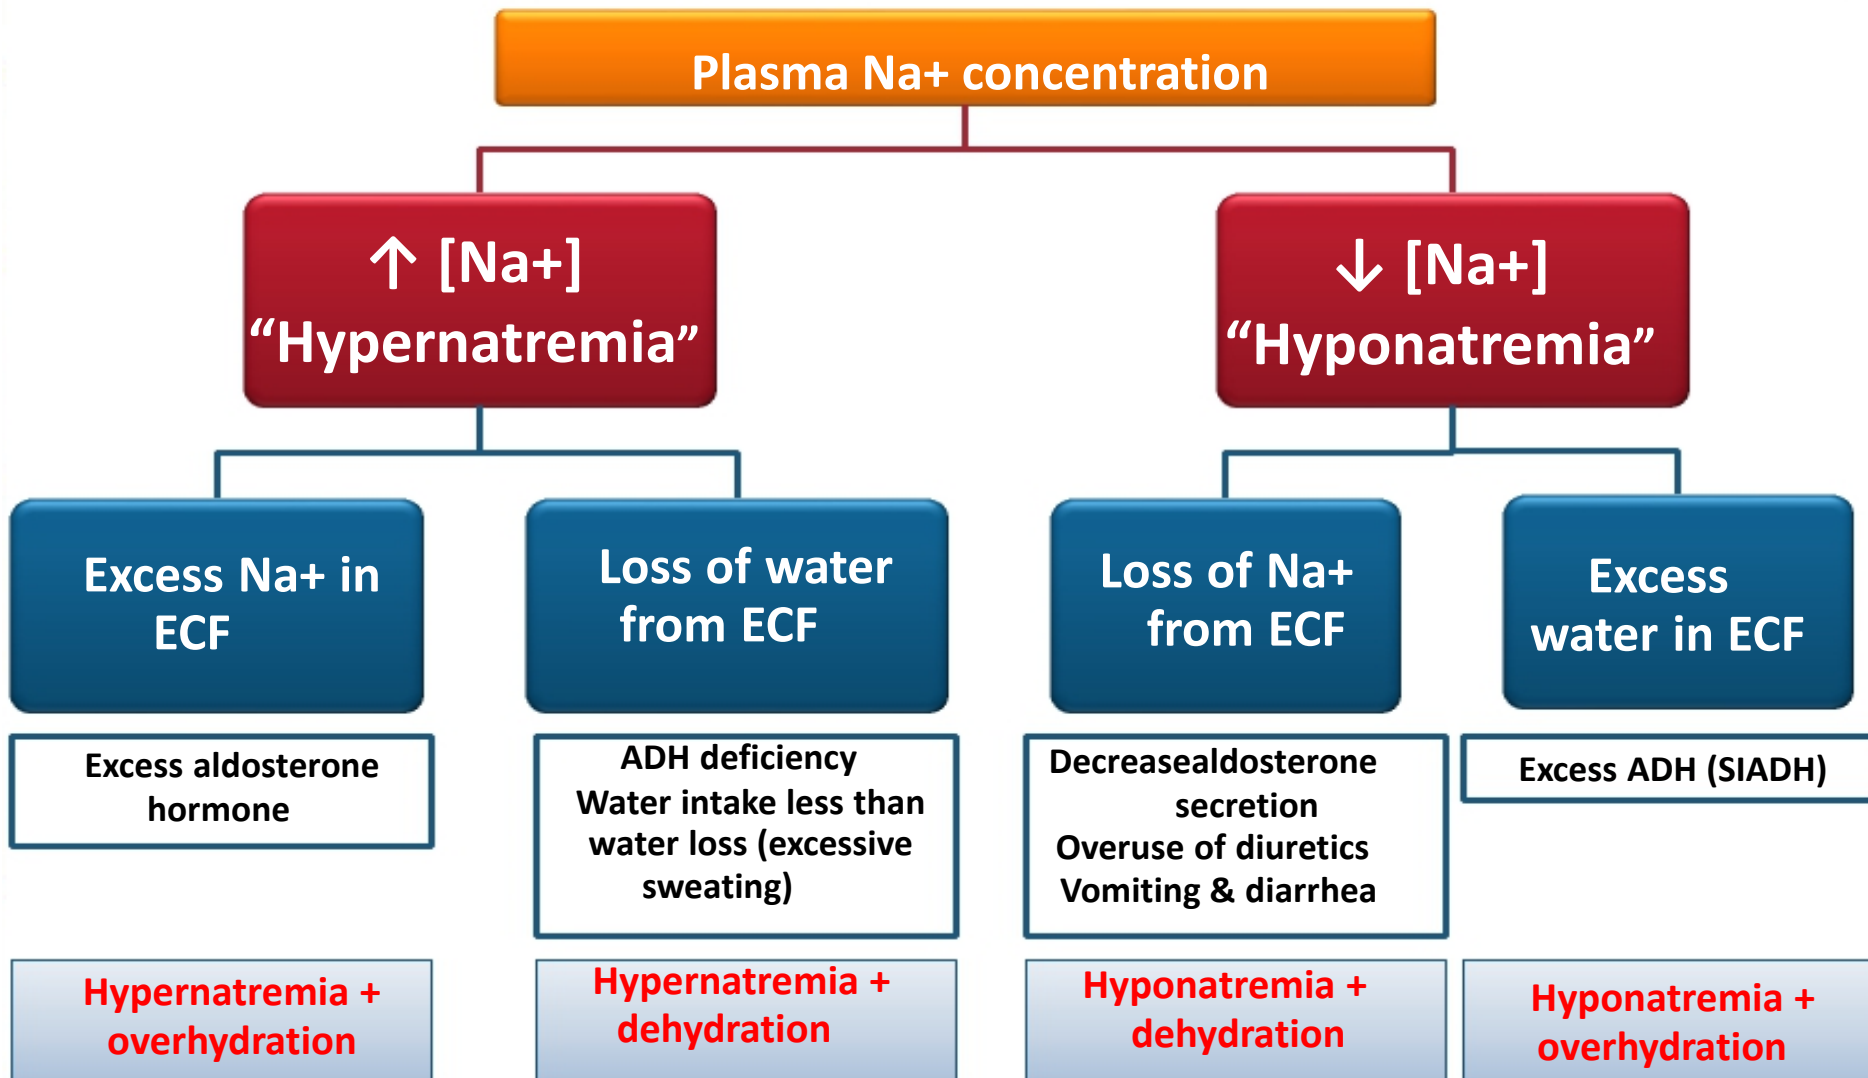 Plasma Na+ concentration
↑ [Na+]
“Hypernatremia”
↓ [Na+]
“Hyponatremia”
Excess Na+ in
ECF
Loss of water
from ECF
Loss of Na+
from ECF
Excess
water in ECF
Excess aldosterone
hormone
ADH deficiency
Water intake less than
water loss (excessive
sweating)
Decreasealdosterone
secretion
Overuse of diuretics
Vomiting & diarrhea
Excess ADH (SIADH)
Hypernatremia +
overhydration
Hypernatremia +
dehydration
Hyponatremia +
dehydration
Hyponatremia +
overhydration